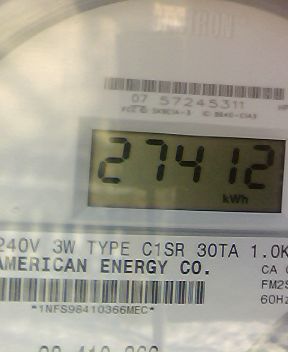 07 57245311
27412
kWh
240V 3W TYPE C1SR 30TA 1.0K
AMERICAN ENERGY CO.
CA
FM2S
60Hz
*1NFS98410366MEC*